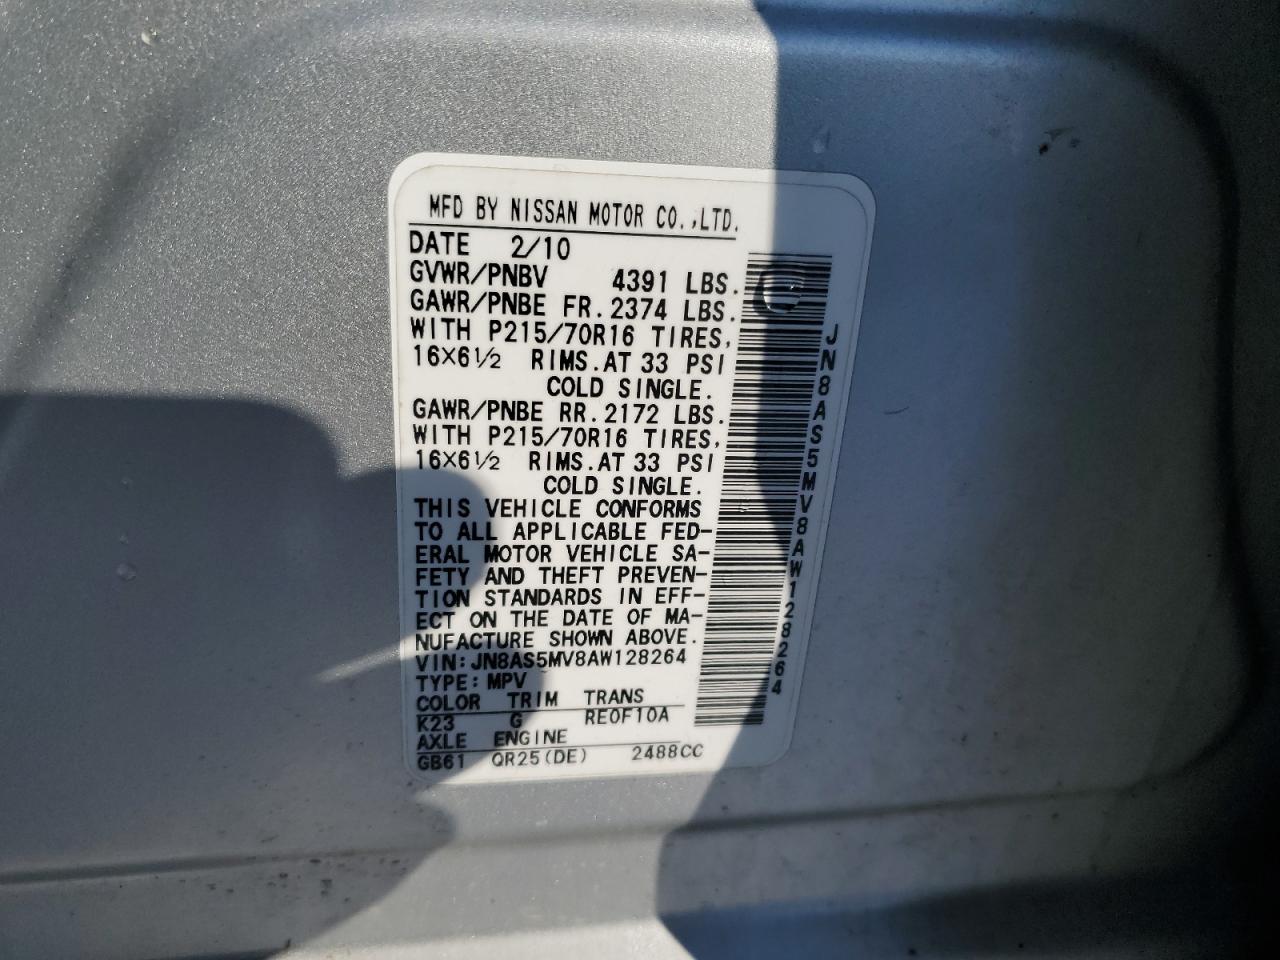 MFD BY NISSAN MOTOR CO.,LTD.
DATE 2/10
GVWR/PNBV 4391 LBS.
GAWR/PNBE FR. 2374 LBS.
WITH P215/70R16 TIRES,
16×6½ RIMS. AT 33 PSI
COLD SINGLE.
GAWR/PNBE RR. 2172 LBS.
WITH P215/70R16 TIRES,
16×6½ RIMS. AT 33 PSI
COLD SINGLE.
THIS VEHICLE CONFORMS
TO ALL APPLICABLE FED-
ERAL MOTOR VEHICLE SA-
FETY AND THEFT PREVEN-
TION STANDARDS IN EFF-
ECT ON THE DATE OF MA-
NUFACTURE SHOWN ABOVE.
VIN: JN8AS5MV8AW128264
TYPE: MPV
COLOR TRIM TRANS
K23 G RE0F10A
AXLE ENGINE
GB61 QR25(DE) 2488CC
JN8AS5MV8AW128264